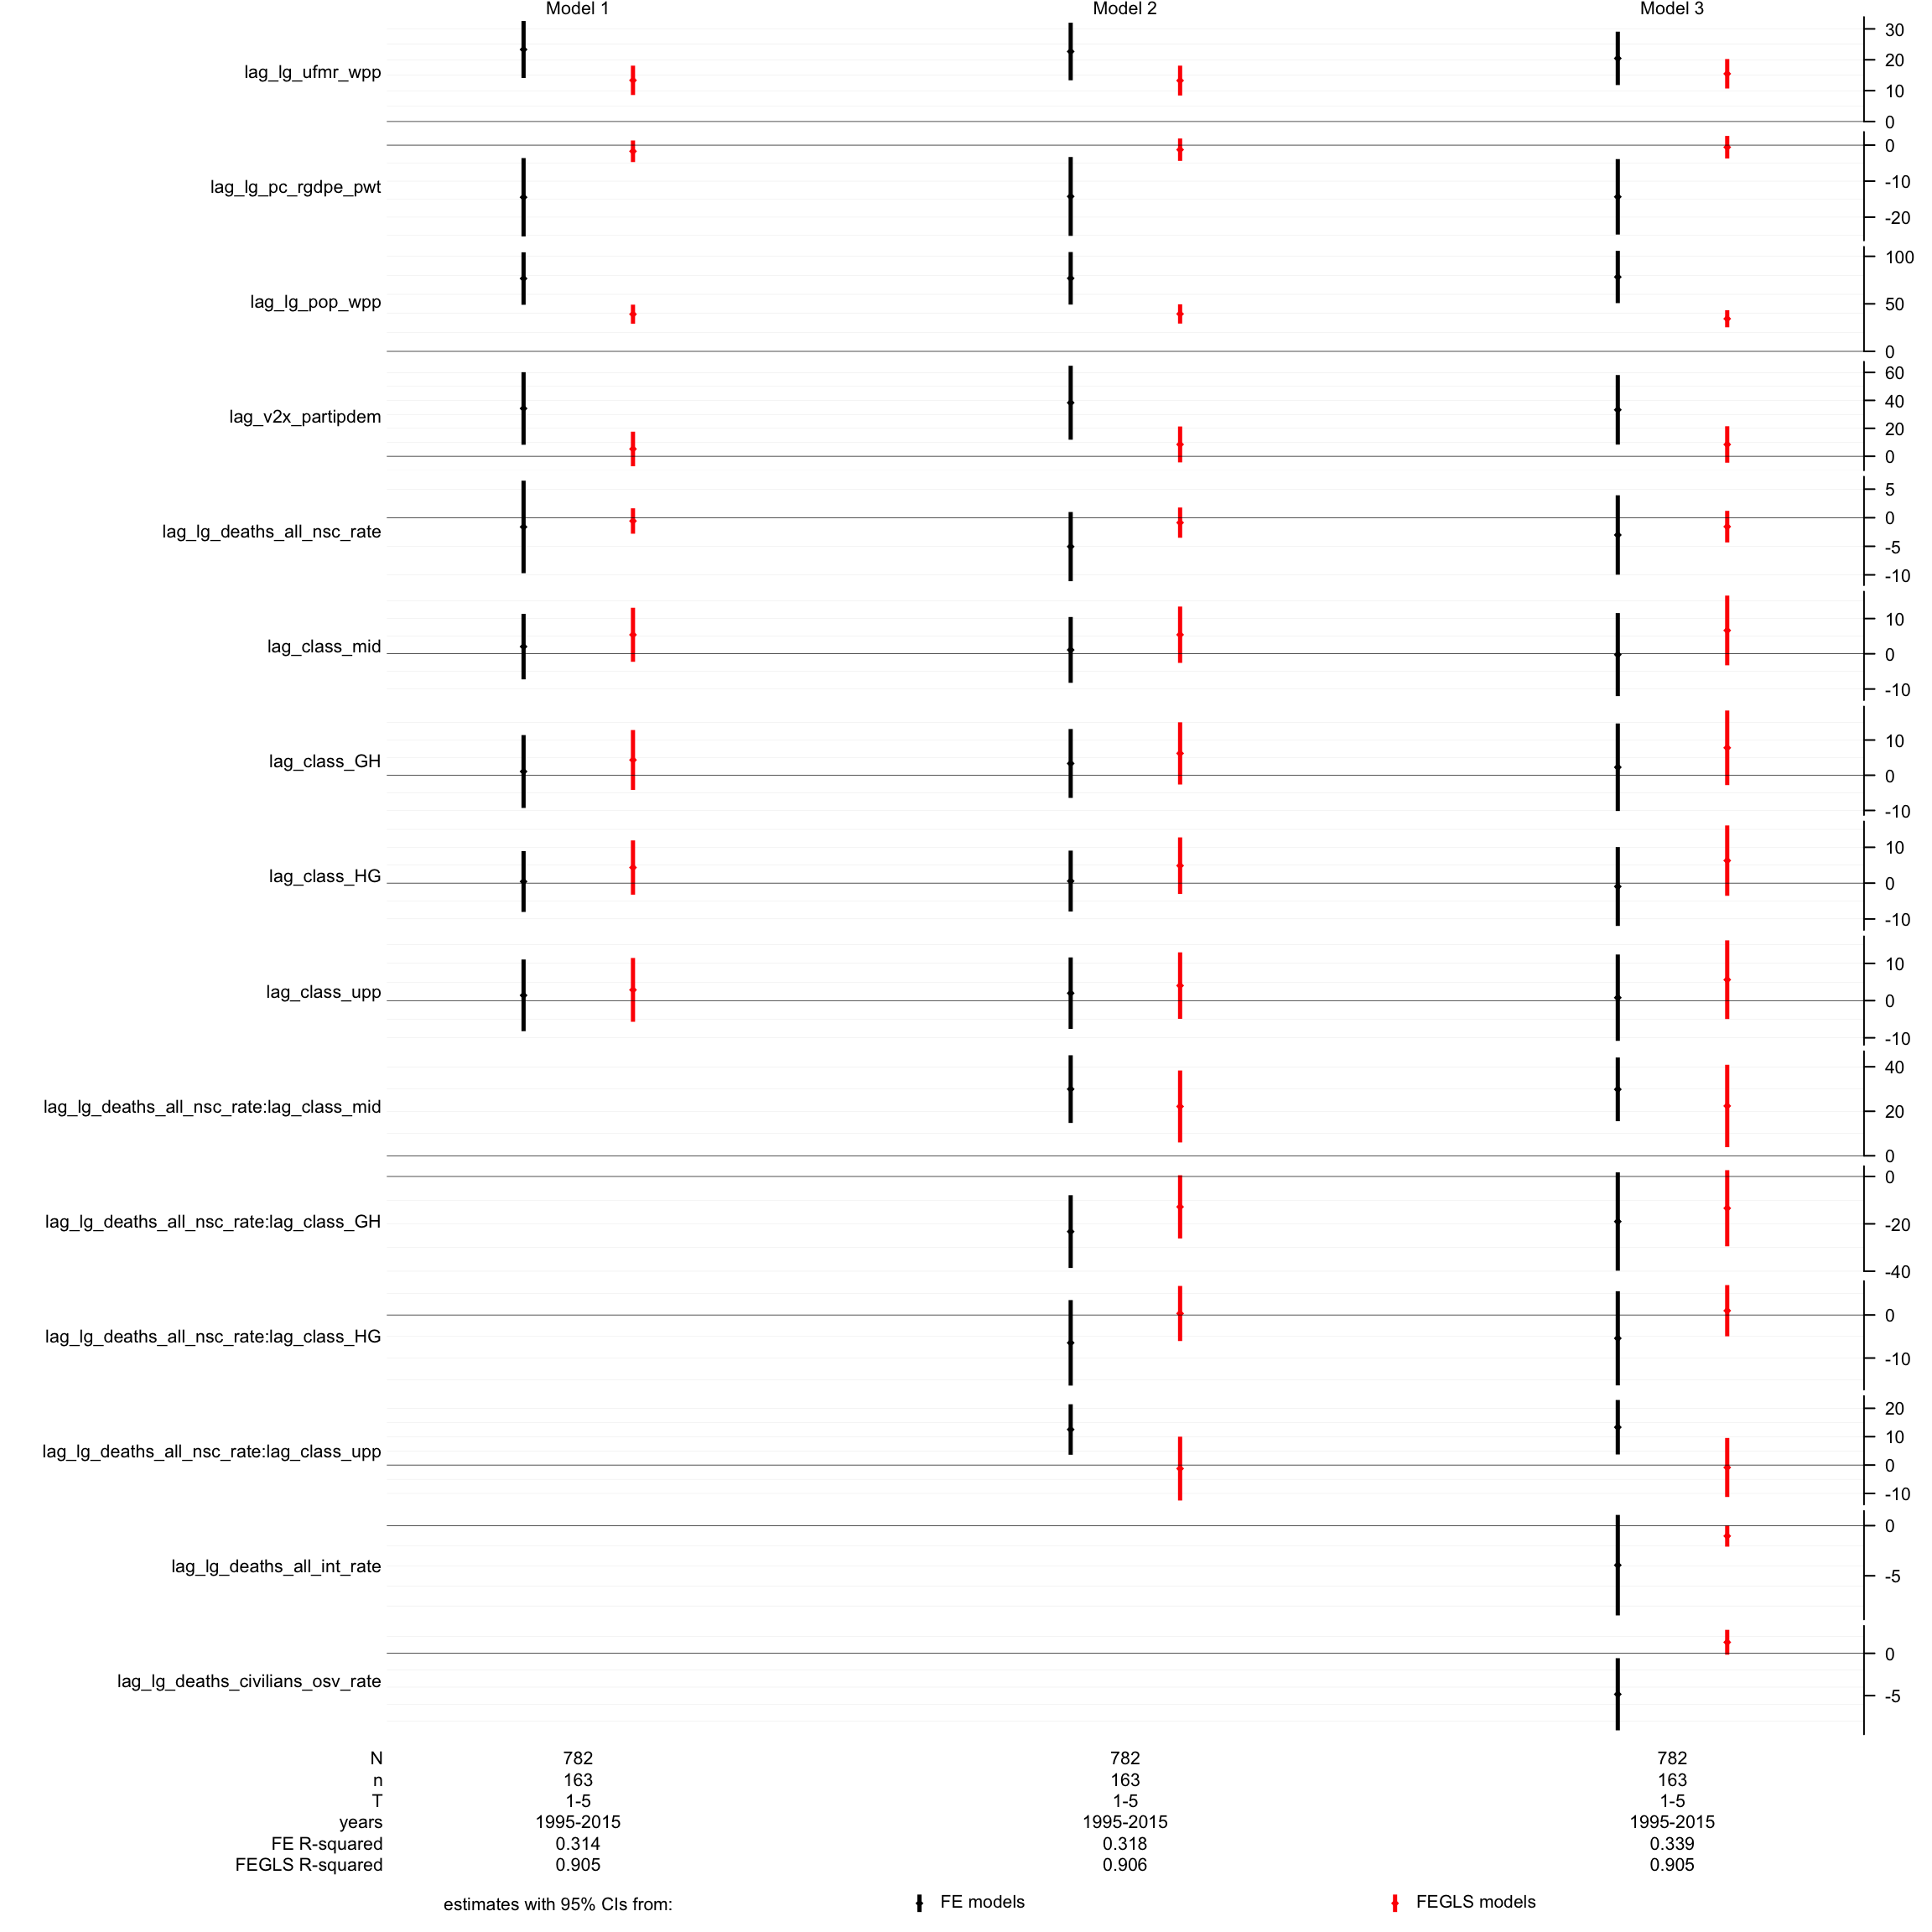 Model 1 Model 2 Model 3
lag_lg_ufmr_wpp
30
20
10
0
lag_lg_pc_rgdpe_pwt
0
-10
-20
lag_lg_pop_wpp
100
50
0
lag_v2x_partipdem
60
40
20
0
lag_lg_deaths_all_nsc_rate
5
0
-5
-10
lag_class_mid
10
0
-10
lag_class_GH
10
0
-10
lag_class_HG
10
0
-10
lag_class_upp
10
0
-10
lag_lg_deaths_all_nsc_rate:lag_class_mid
40
20
0
lag_lg_deaths_all_nsc_rate:lag_class_GH
0
-20
-40
lag_lg_deaths_all_nsc_rate:lag_class_HG
0
-10
lag_lg_deaths_all_nsc_rate:lag_class_upp
20
10
0
-10
lag_lg_deaths_all_int_rate
0
-5
lag_lg_deaths_civilians_osv_rate
0
-5
N 782 782 782
n 163 163 163
T 1-5 1-5 1-5
years 1995-2015 1995-2015 1995-2015
FE R-squared 0.314 0.318 0.339
FEGLS R-squared 0.905 0.906 0.905
estimates with 95% CIs from: FE models FEGLS models